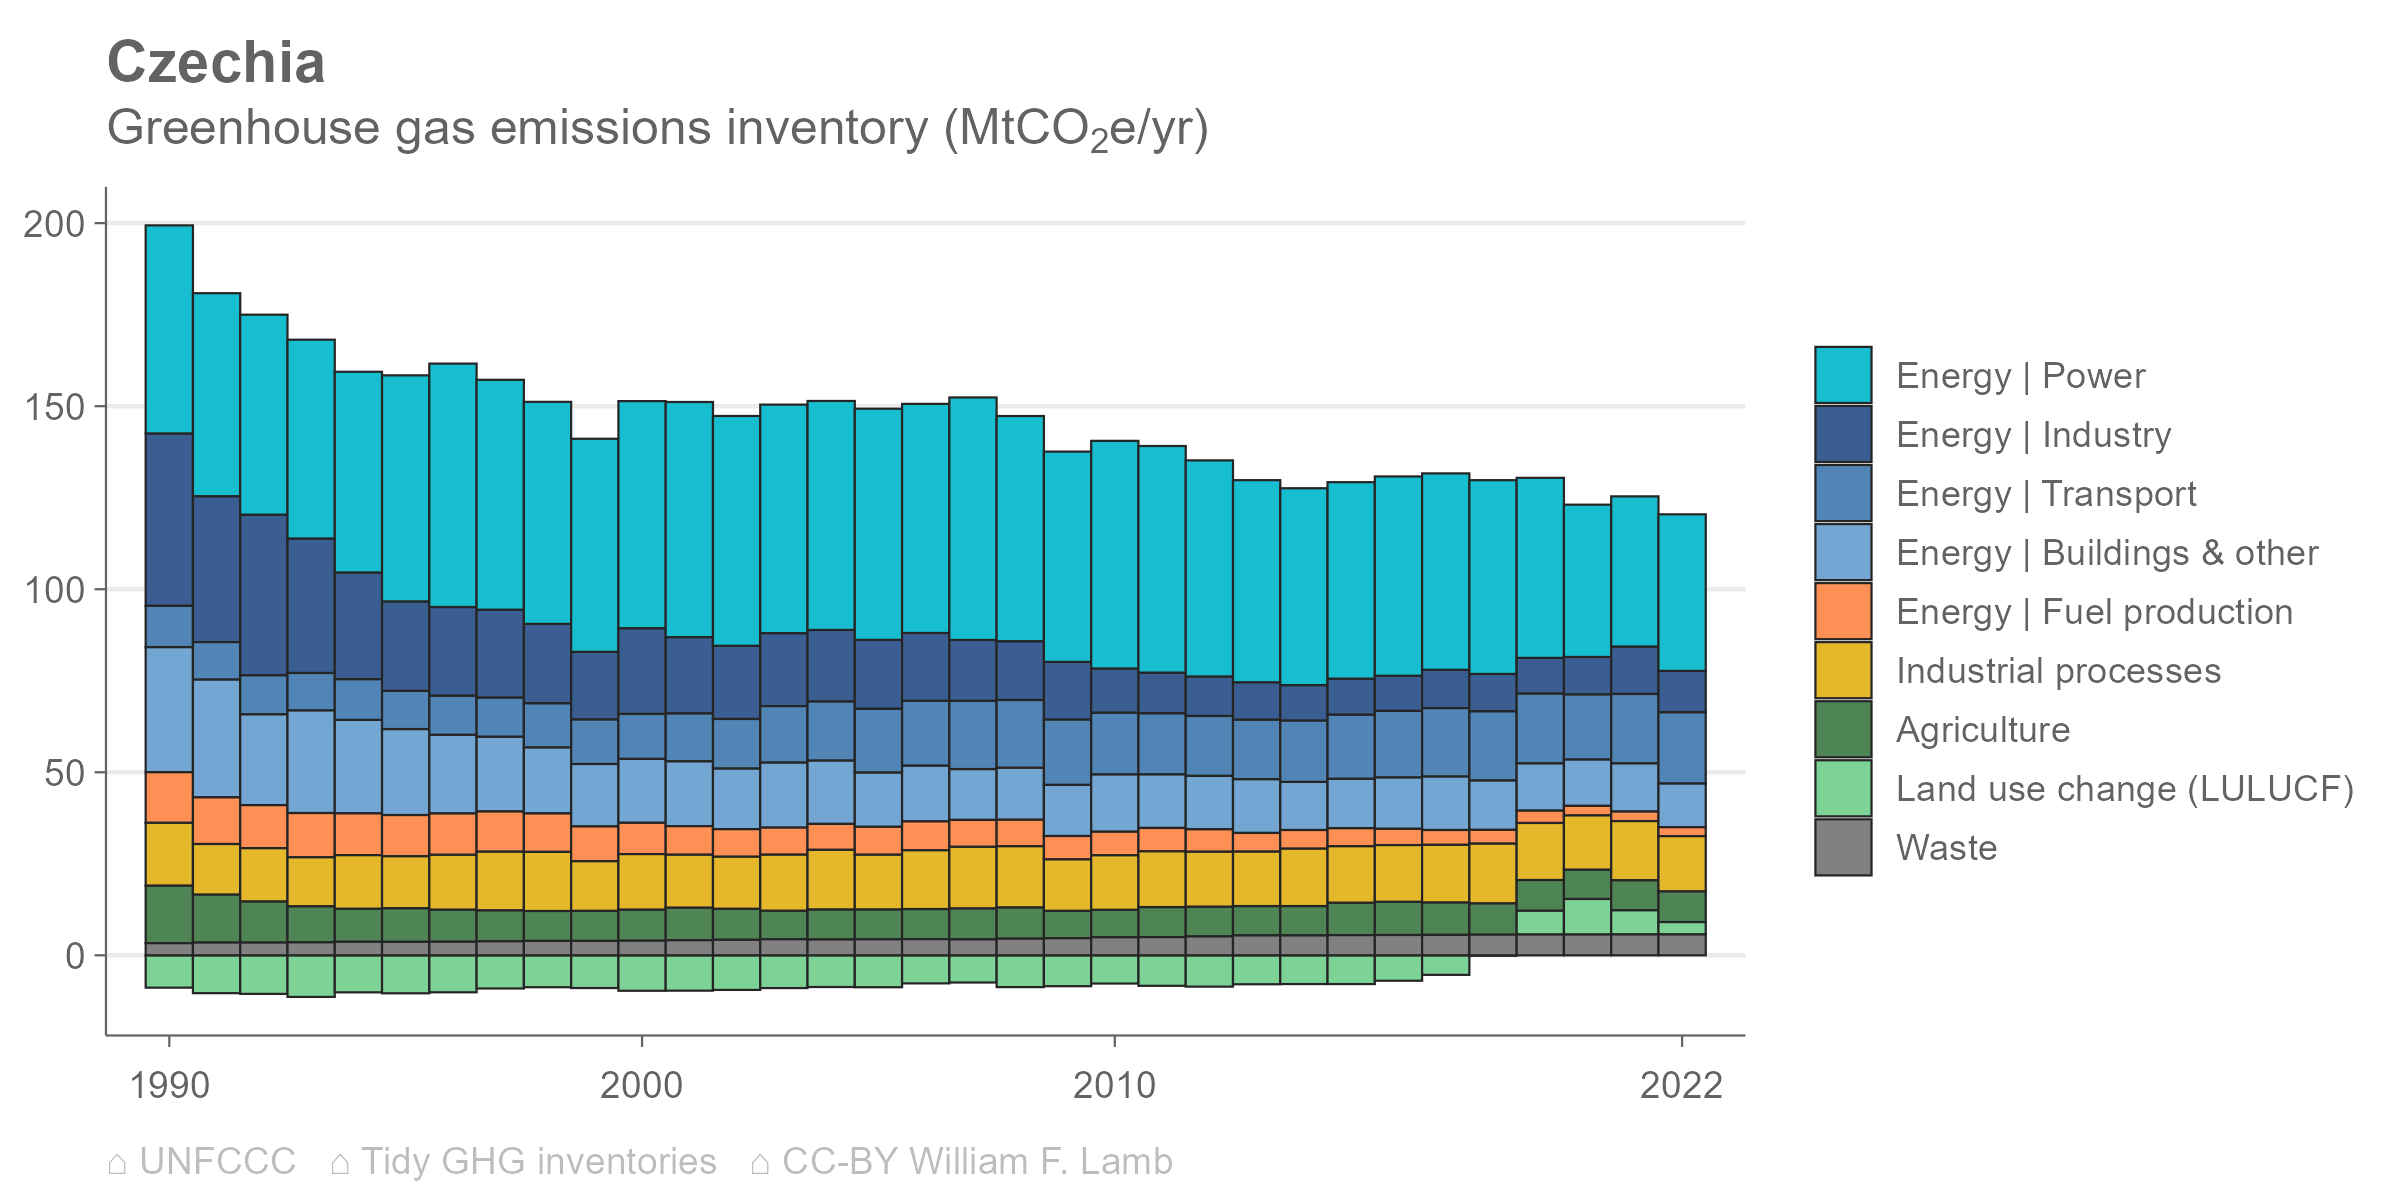 Czechia
Greenhouse gas emissions inventory (MtCO₂e/yr)
200
150
100
50
0
1990
2000
2010
2022
Energy | Power
Energy | Industry
Energy | Transport
Energy | Buildings & other
Energy | Fuel production
Industrial processes
Agriculture
Land use change (LULUCF)
Waste
⌂ UNFCCC ⌂ Tidy GHG inventories ⌂ CC-BY William F. Lamb